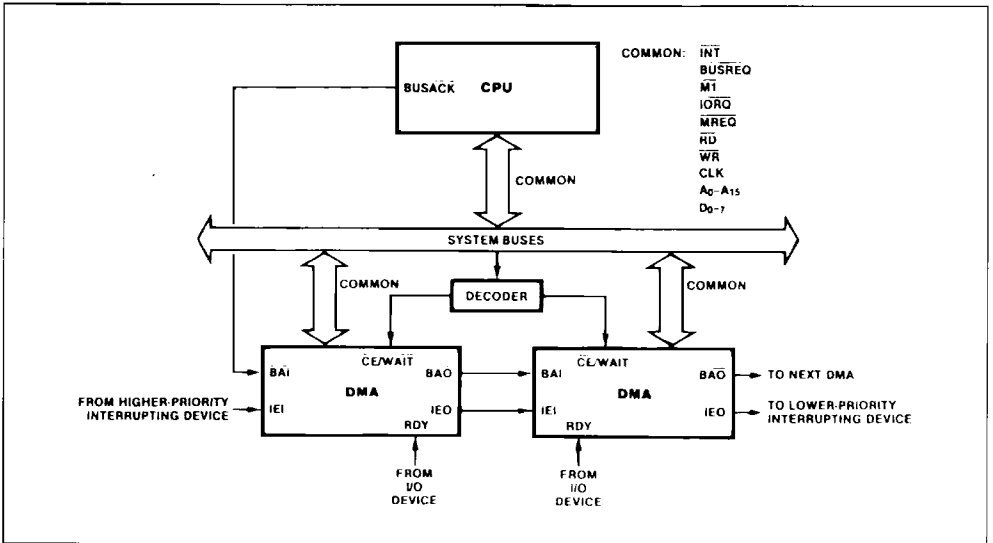 COMMON: INT
BUSREQ
M1
IORQ
MREQ
RD
WR
CLK
A0-A15
D0-7
BUSACK CPU
COMMON
SYSTEM BUSES
COMMON
DECODER
COMMON
CE/WAIT
BAI
BAO
DMA
IEI
IEO
RDY
CE/WAIT
BAI
BAO
DMA
IEI
IEO
RDY
TO NEXT DMA
FROM HIGHER-PRIORITY
INTERRUPTING DEVICE
TO LOWER-PRIORITY
INTERRUPTING DEVICE
FROM
I/O
DEVICE
FROM
I/O
DEVICE